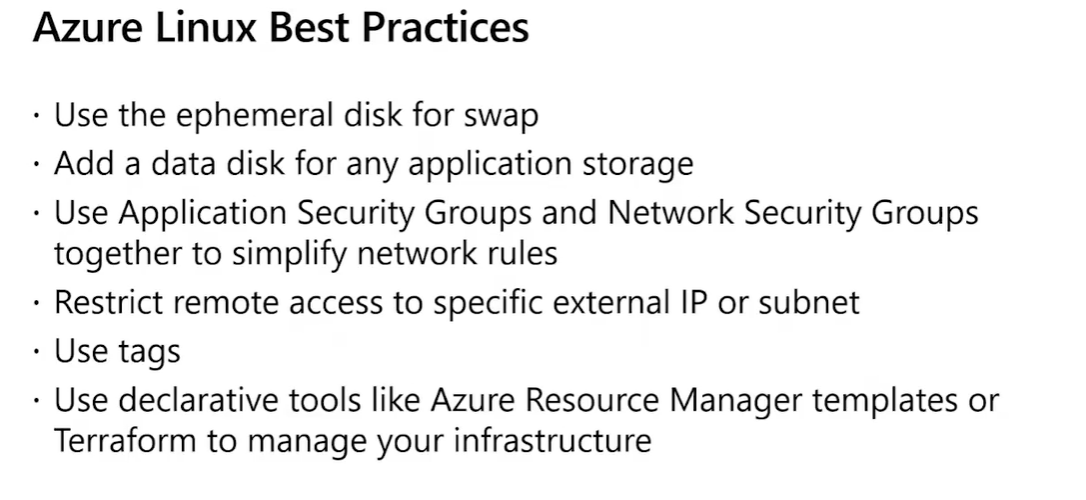 Azure Linux Best Practices
· Use the ephemeral disk for swap
· Add a data disk for any application storage
· Use Application Security Groups and Network Security Groups
together to simplify network rules
· Restrict remote access to specific external IP or subnet
· Use tags
· Use declarative tools like Azure Resource Manager templates or
Terraform to manage your infrastructure